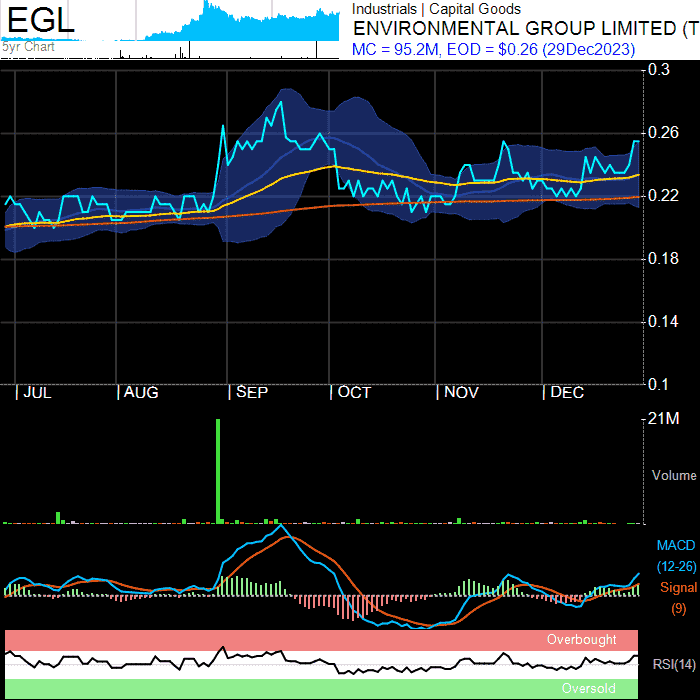 EGL
5yr Chart
Industrials | Capital Goods
ENVIRONMENTAL GROUP LIMITED (T
MC = 95.2M, EOD = $0.26 (29Dec2023)
0.3
0.26
0.22
0.18
0.14
0.1
JUL AUG SEP OCT NOV DEC
21M
Volume
MACD
(12-26)
Signal
(9)
Overbought
RSI(14)
Oversold